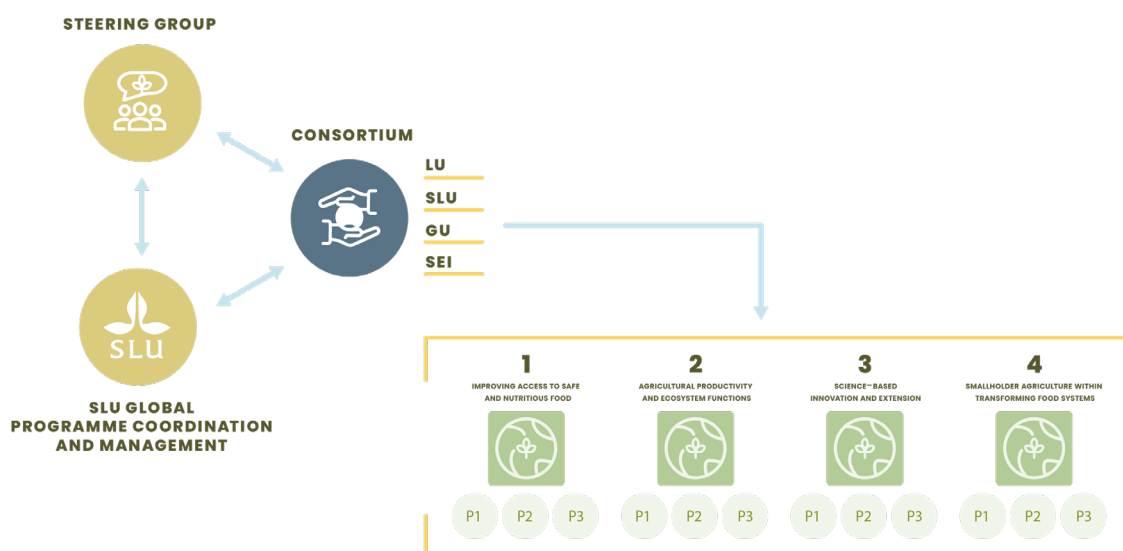 STEERING GROUP
CONSORTIUM
LU
SLU
GU
SEI
SLU
SLU GLOBAL
PROGRAMME COORDINATION
AND MANAGEMENT
1
IMPROVING ACCESS TO SAFE
AND NUTRITIOUS FOOD
P1 P2 P3
2
AGRICULTURAL PRODUCTIVITY
AND ECOSYSTEM FUNCTIONS
P1 P2 P3
3
SCIENCE–BASED
INNOVATION AND EXTENSION
P1 P2 P3
4
SMALLHOLDER AGRICULTURE WITHIN
TRANSFORMING FOOD SYSTEMS
P1 P2 P3